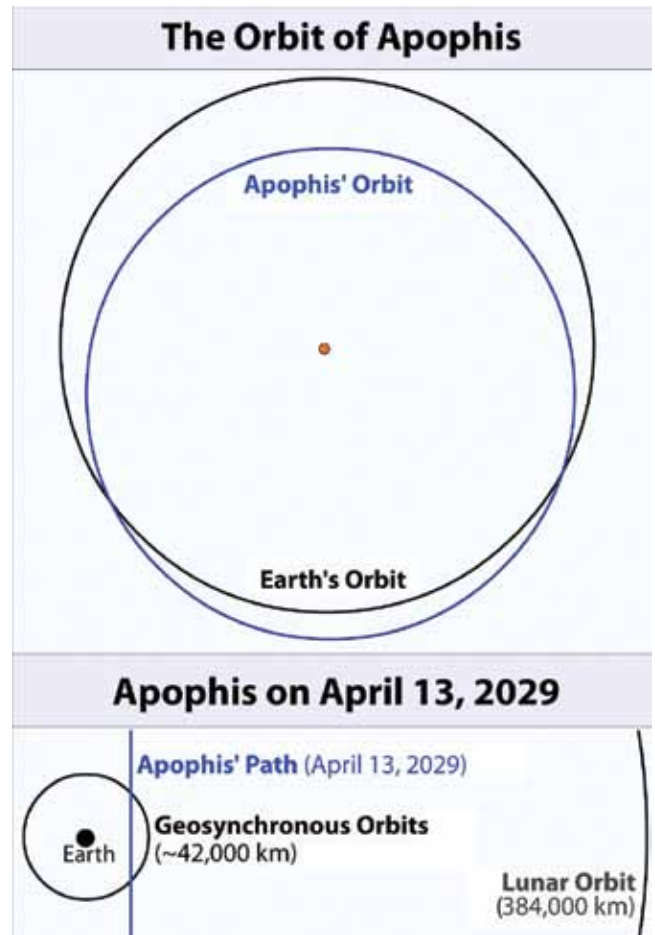 The Orbit of Apophis
Apophis' Orbit
Earth's Orbit
Apophis on April 13, 2029
Apophis' Path (April 13, 2029)
Geosynchronous Orbits
(~42,000 km)
Earth
Lunar Orbit
(384,000 km)